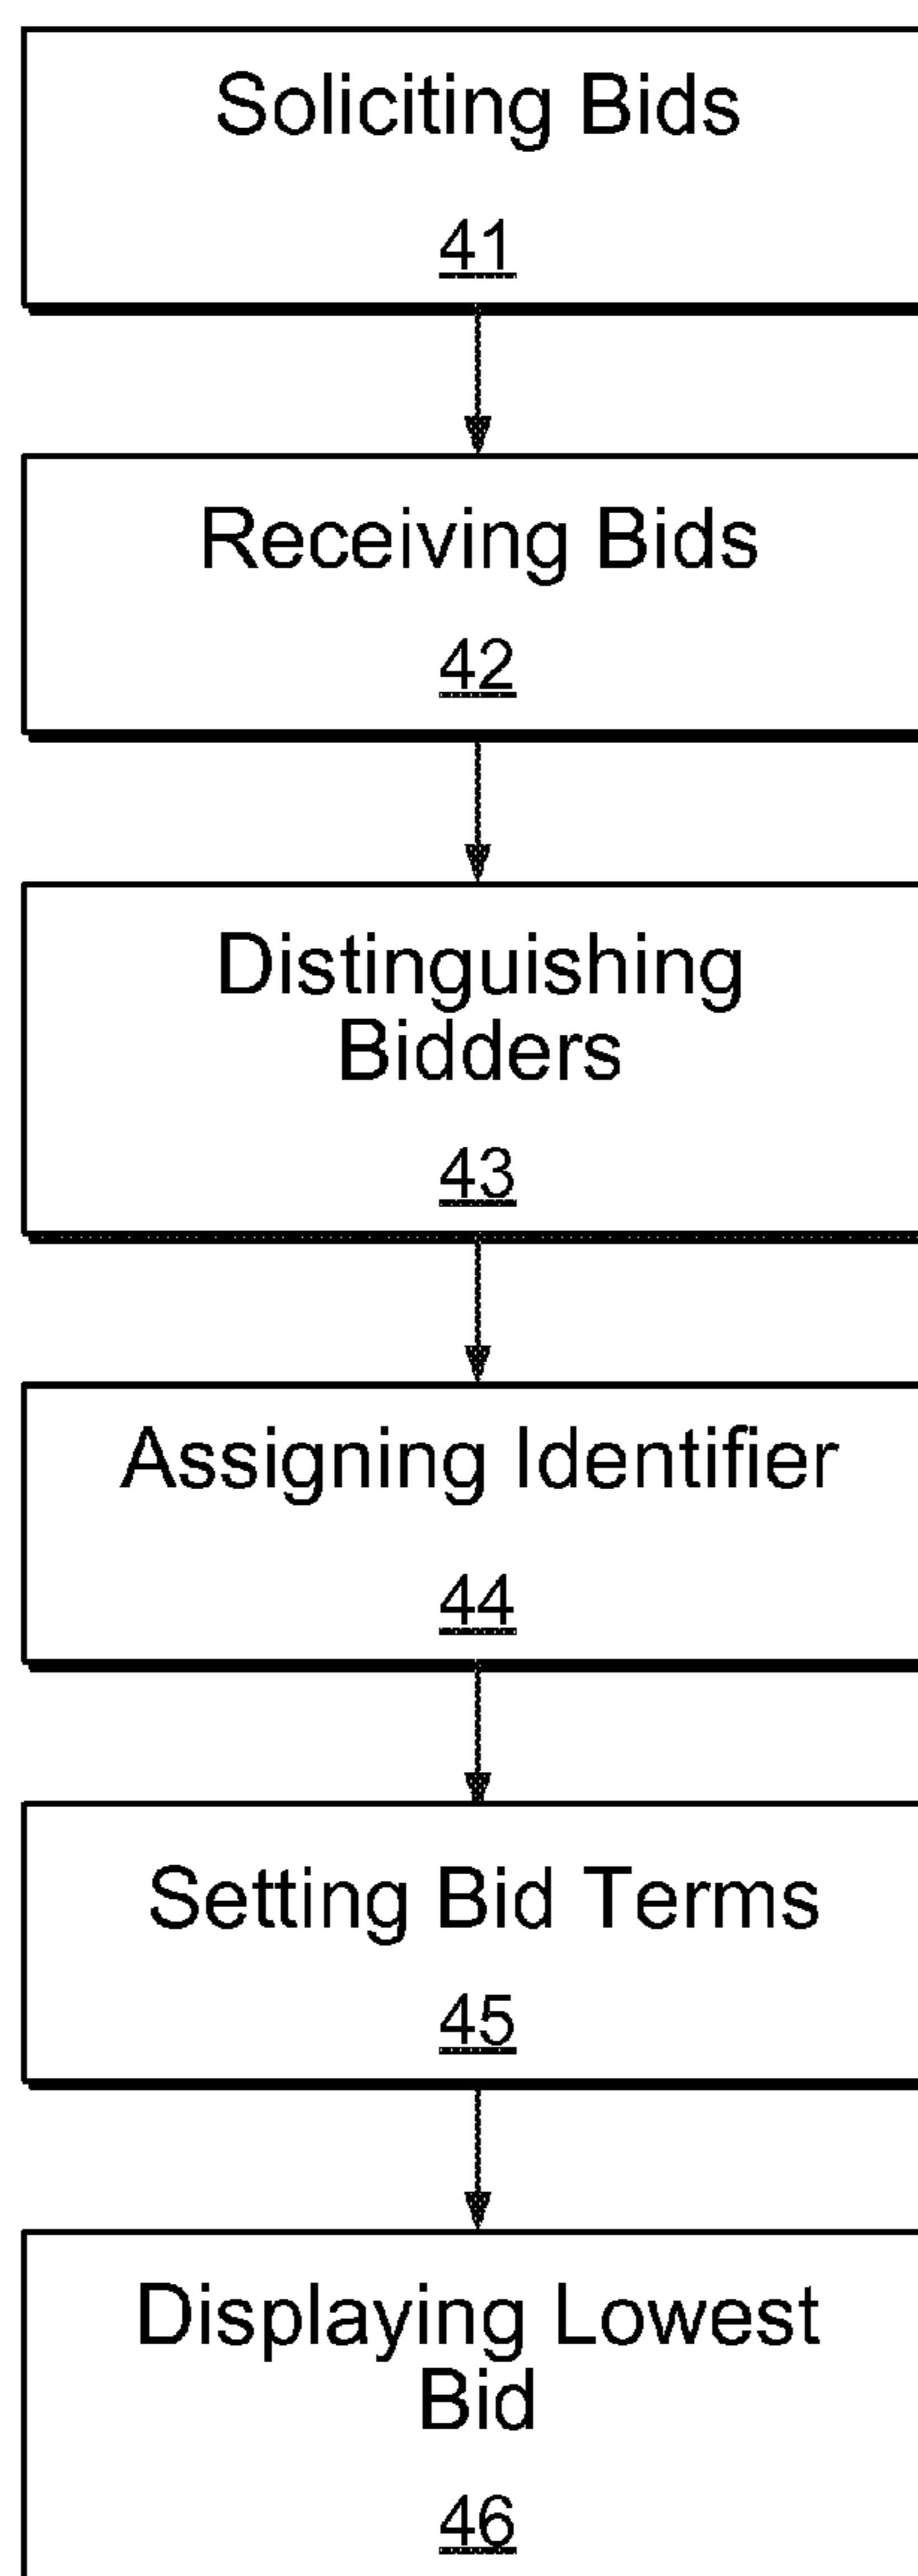 Soliciting Bids
41
Receiving Bids
42
Distinguishing
Bidders
43
Assigning Identifier
44
Setting Bid Terms
45
Displaying Lowest
Bid
46